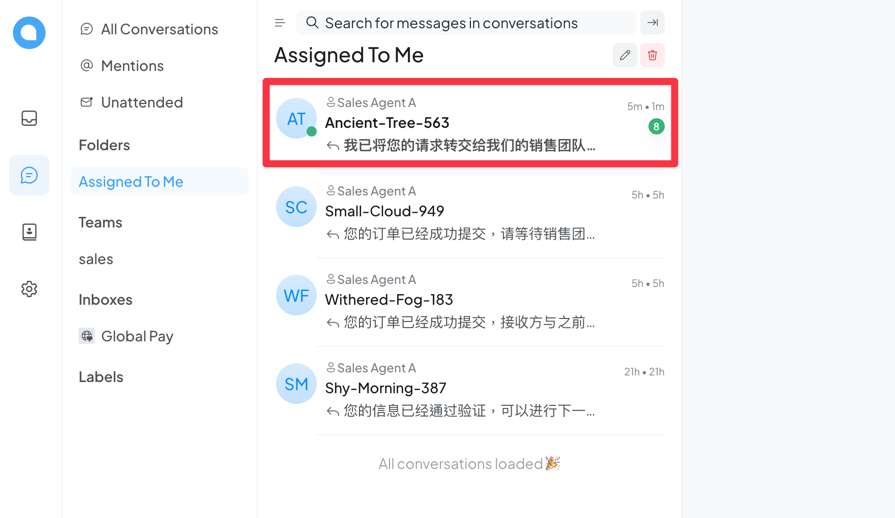 All Conversations
Mentions
Unattended
Folders
Assigned To Me
Teams
sales
Inboxes
Global Pay
Labels
Search for messages in conversations
Assigned To Me
Sales Agent A
5m • 1m
AT
Ancient-Tree-563
8
我已将您的请求转交给我们的销售团队...
Sales Agent A
5h • 5h
SC
Small-Cloud-949
您的订单已经成功提交，请等待销售团...
Sales Agent A
5h • 5h
WF
Withered-Fog-183
您的订单已经成功提交，接收方与之前...
Sales Agent A
21h • 21h
SM
Shy-Morning-387
您的信息已经通过验证，可以进行下一...
All conversations loaded 🎉